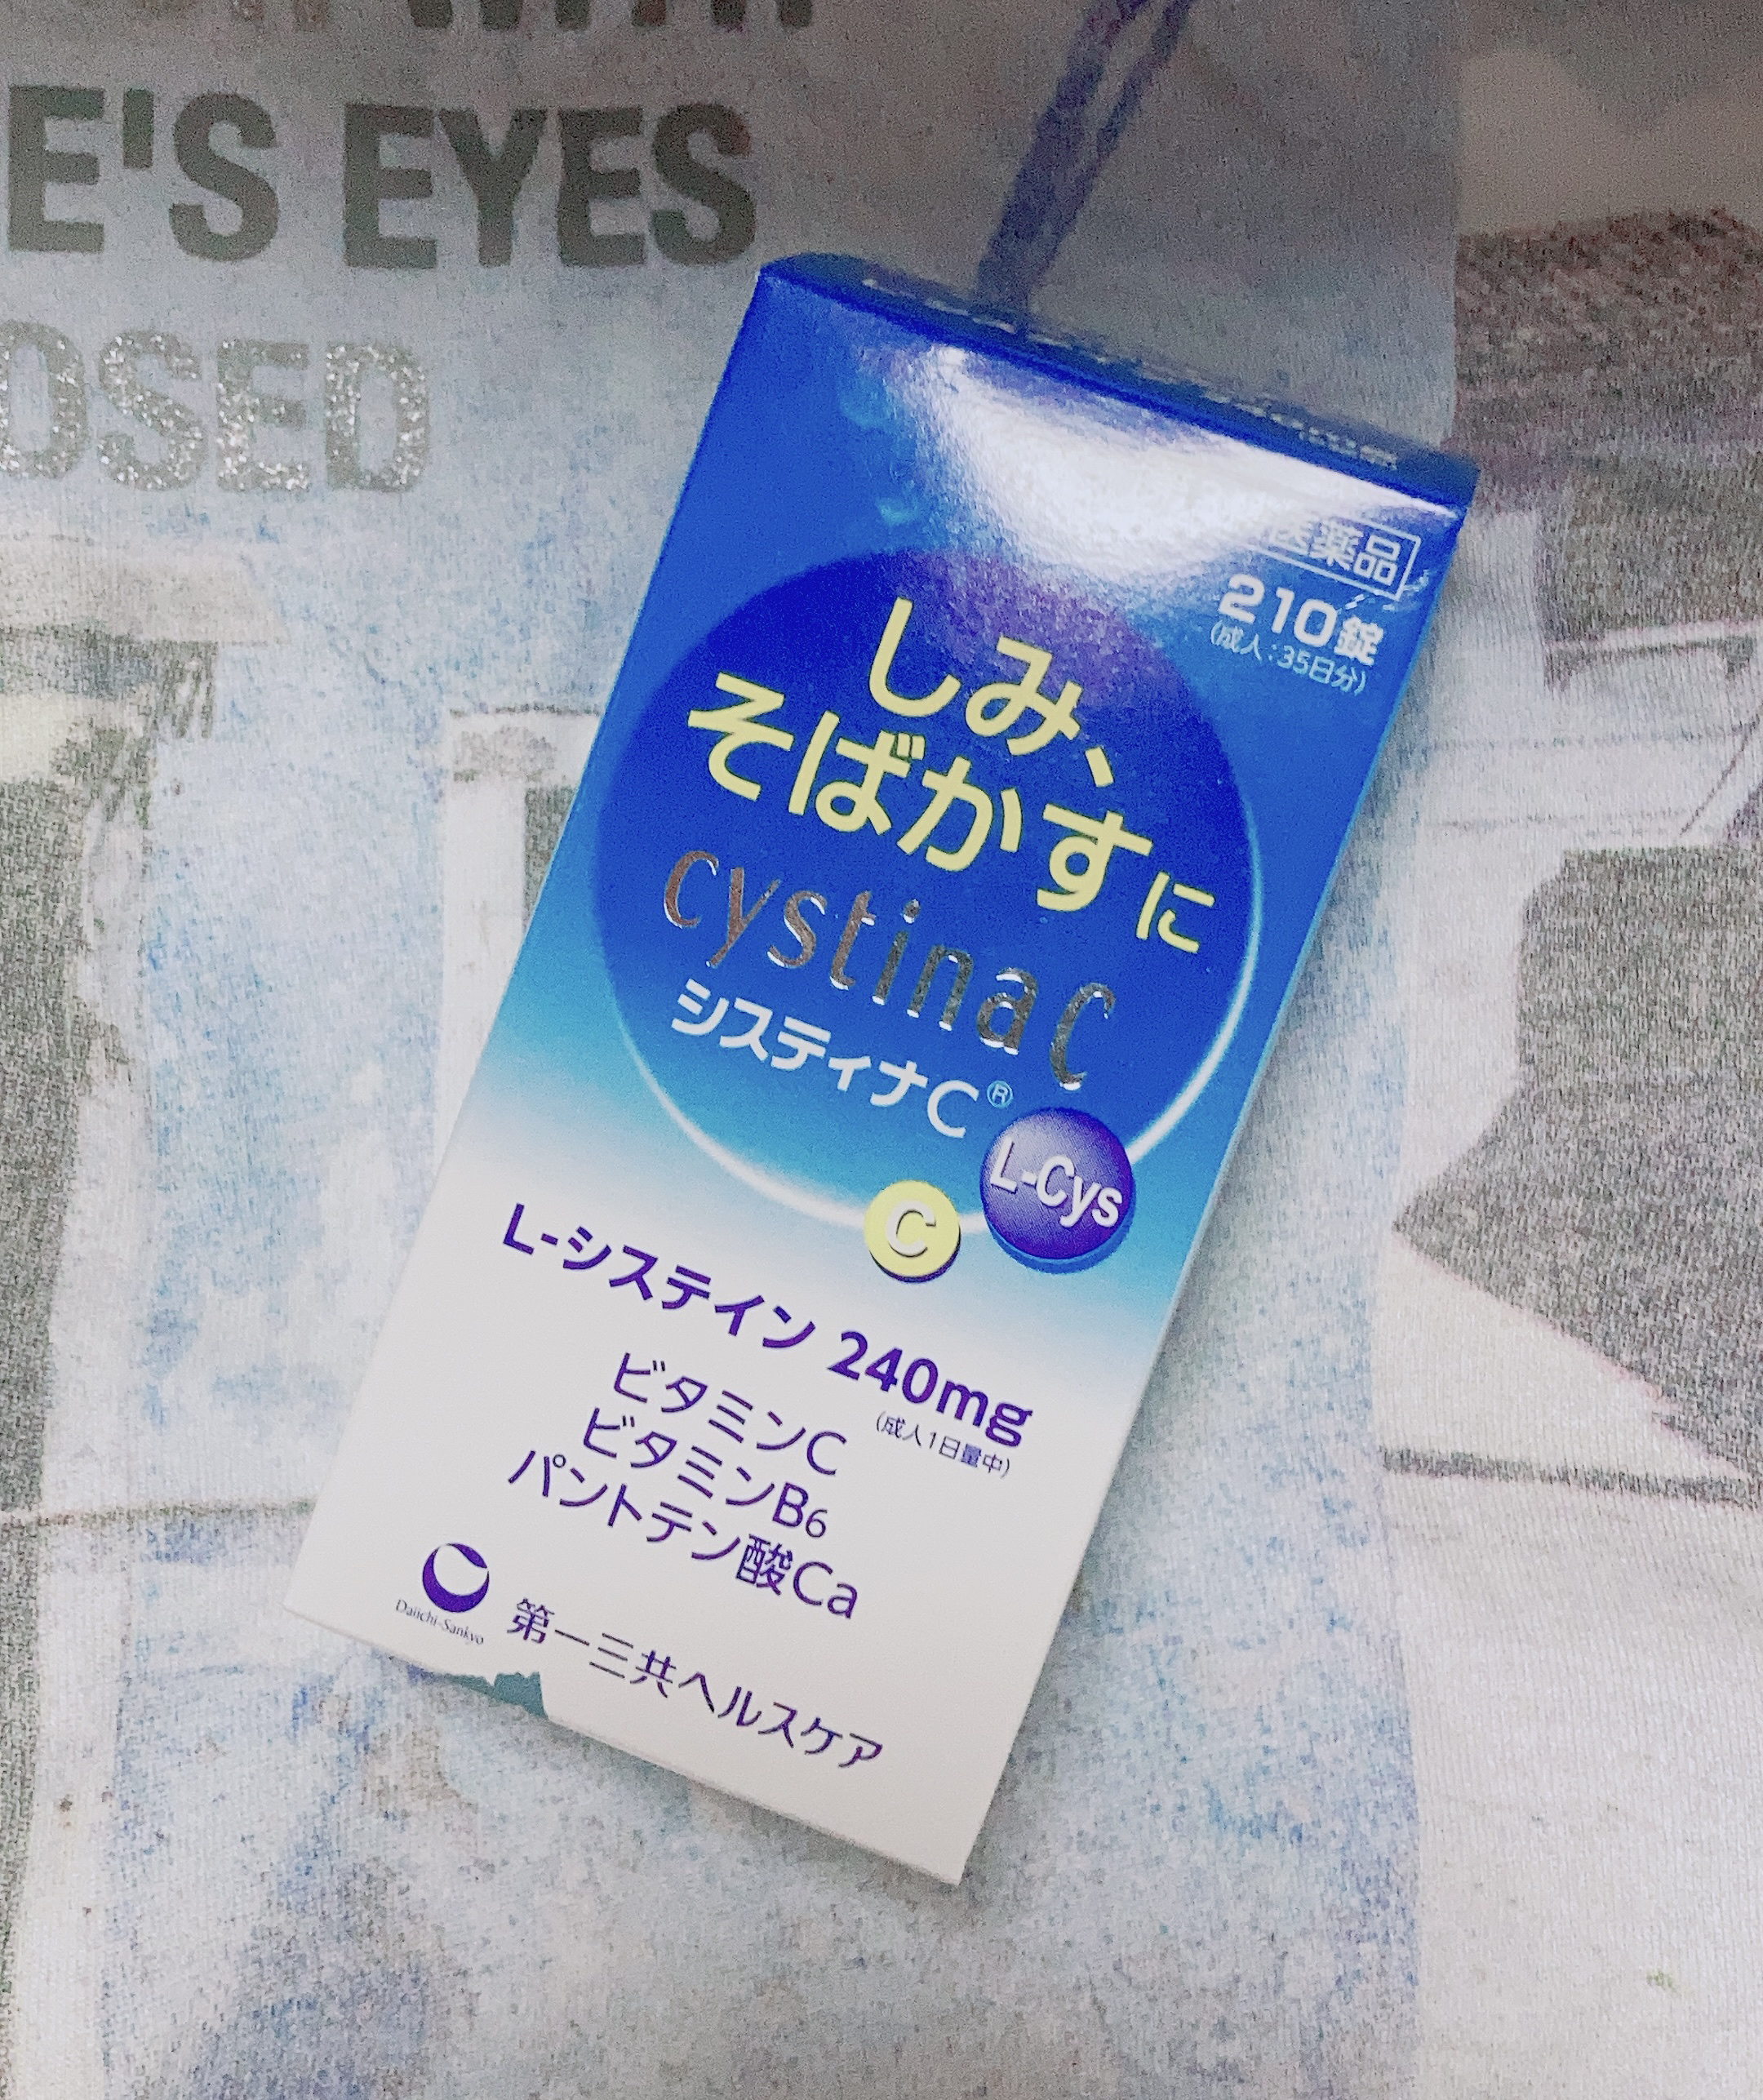 E'S EYES
OSED
医薬品
210錠
(成人:35日分)
しみ、
そばかすに
cystina C
システィナC®
L-Cys
C
L-システイン 240mg
(成人1日量中)
ビタミンC
ビタミンB6
パントテン酸Ca
Daiichi-Sankyo
第一三共ヘルスケア